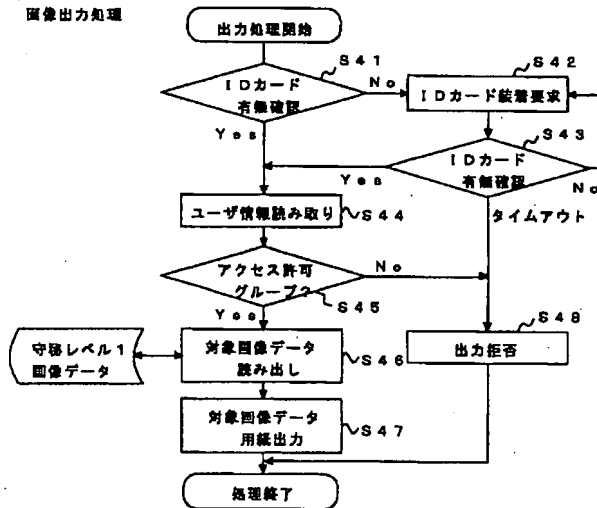 画像出力処理
出力処理開始
S41
IDカード
有無確認
No
Yes
S42
IDカード装着要求
S43
IDカード
有無確認
Yes
No
タイムアウト
ユーザ情報読み取り
S44
アクセス許可
グループ?
No
S45
Yes
守秘レベル1
画像データ
対象画像データ
読み出し
S46
S48
出力拒否
対象画像データ
用紙出力
S47
処理終了